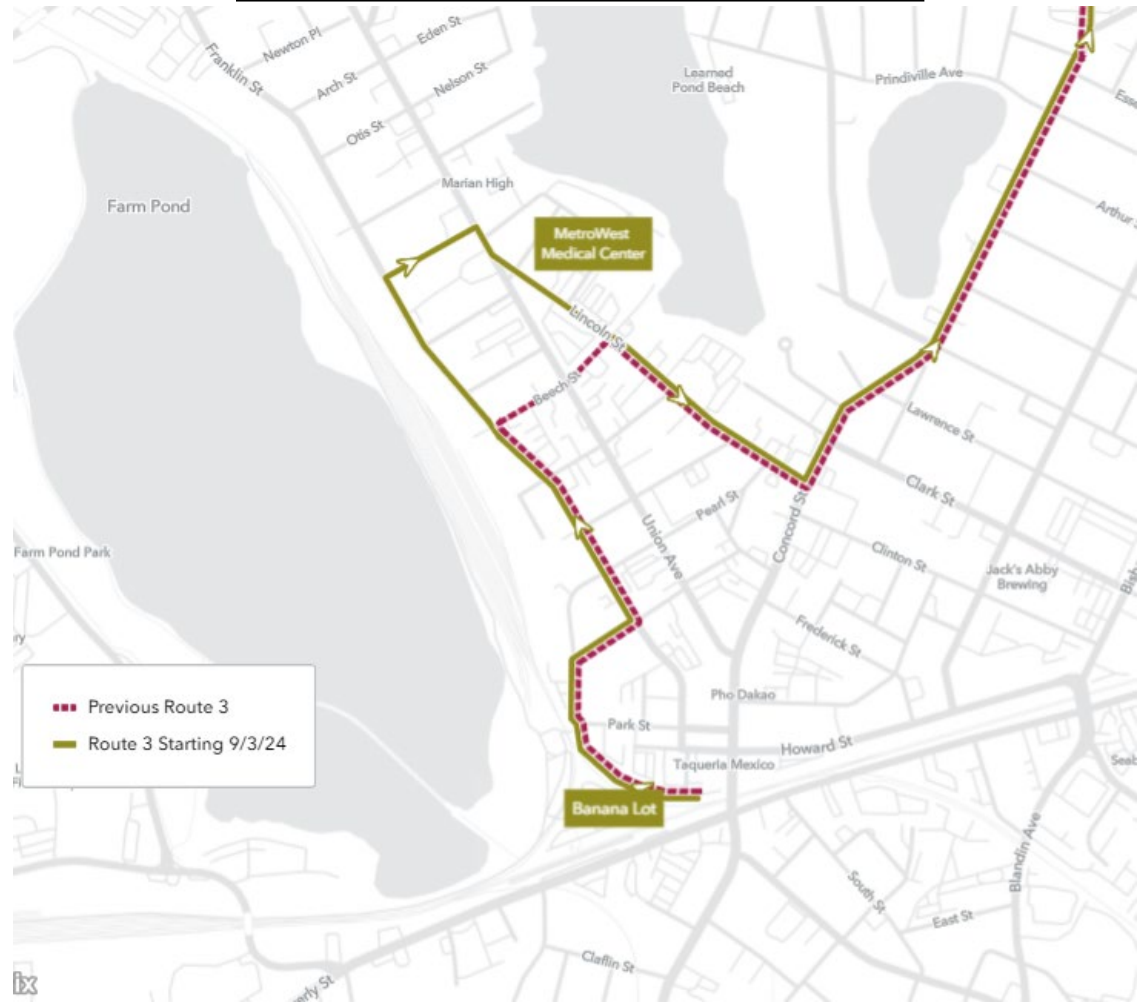 Newton Pl
Eden St
Franklin St
Arch St
Nelson St
Otis St
Learned
Pond Beach
Prindiville Ave
Marian High
Farm Pond
MetroWest
Medical Center
Lincoln St
Beech St
Lawrence St
Clark St
Pearl St
Union Ave
Concord St
Clinton St
Farm Pond Park
Jack's Abby
Brewing
Frederick St
Previous Route 3
Route 3 Starting 9/3/24
Pho Dakao
Park St
Howard St
Taqueria Mexico
Banana Lot
Blandin Ave
South St
East St
Claflin St